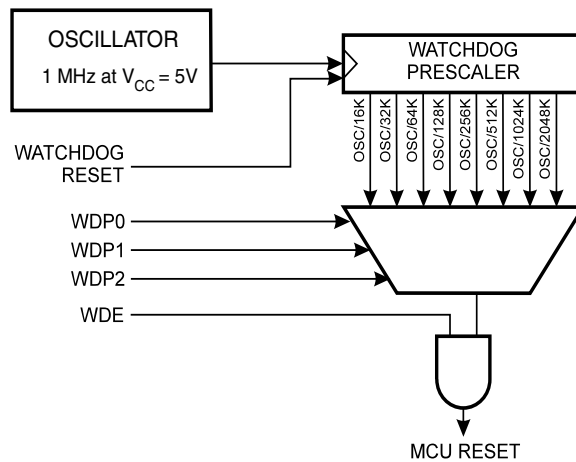 OSCILLATOR
1 MHz at VCC = 5V
WATCHDOG
PRESCALER
OSC/16K
OSC/32K
OSC/64K
OSC/128K
OSC/256K
OSC/512K
OSC/1024K
OSC/2048K
WATCHDOG
RESET
WDP0
WDP1
WDP2
WDE
MCU RESET